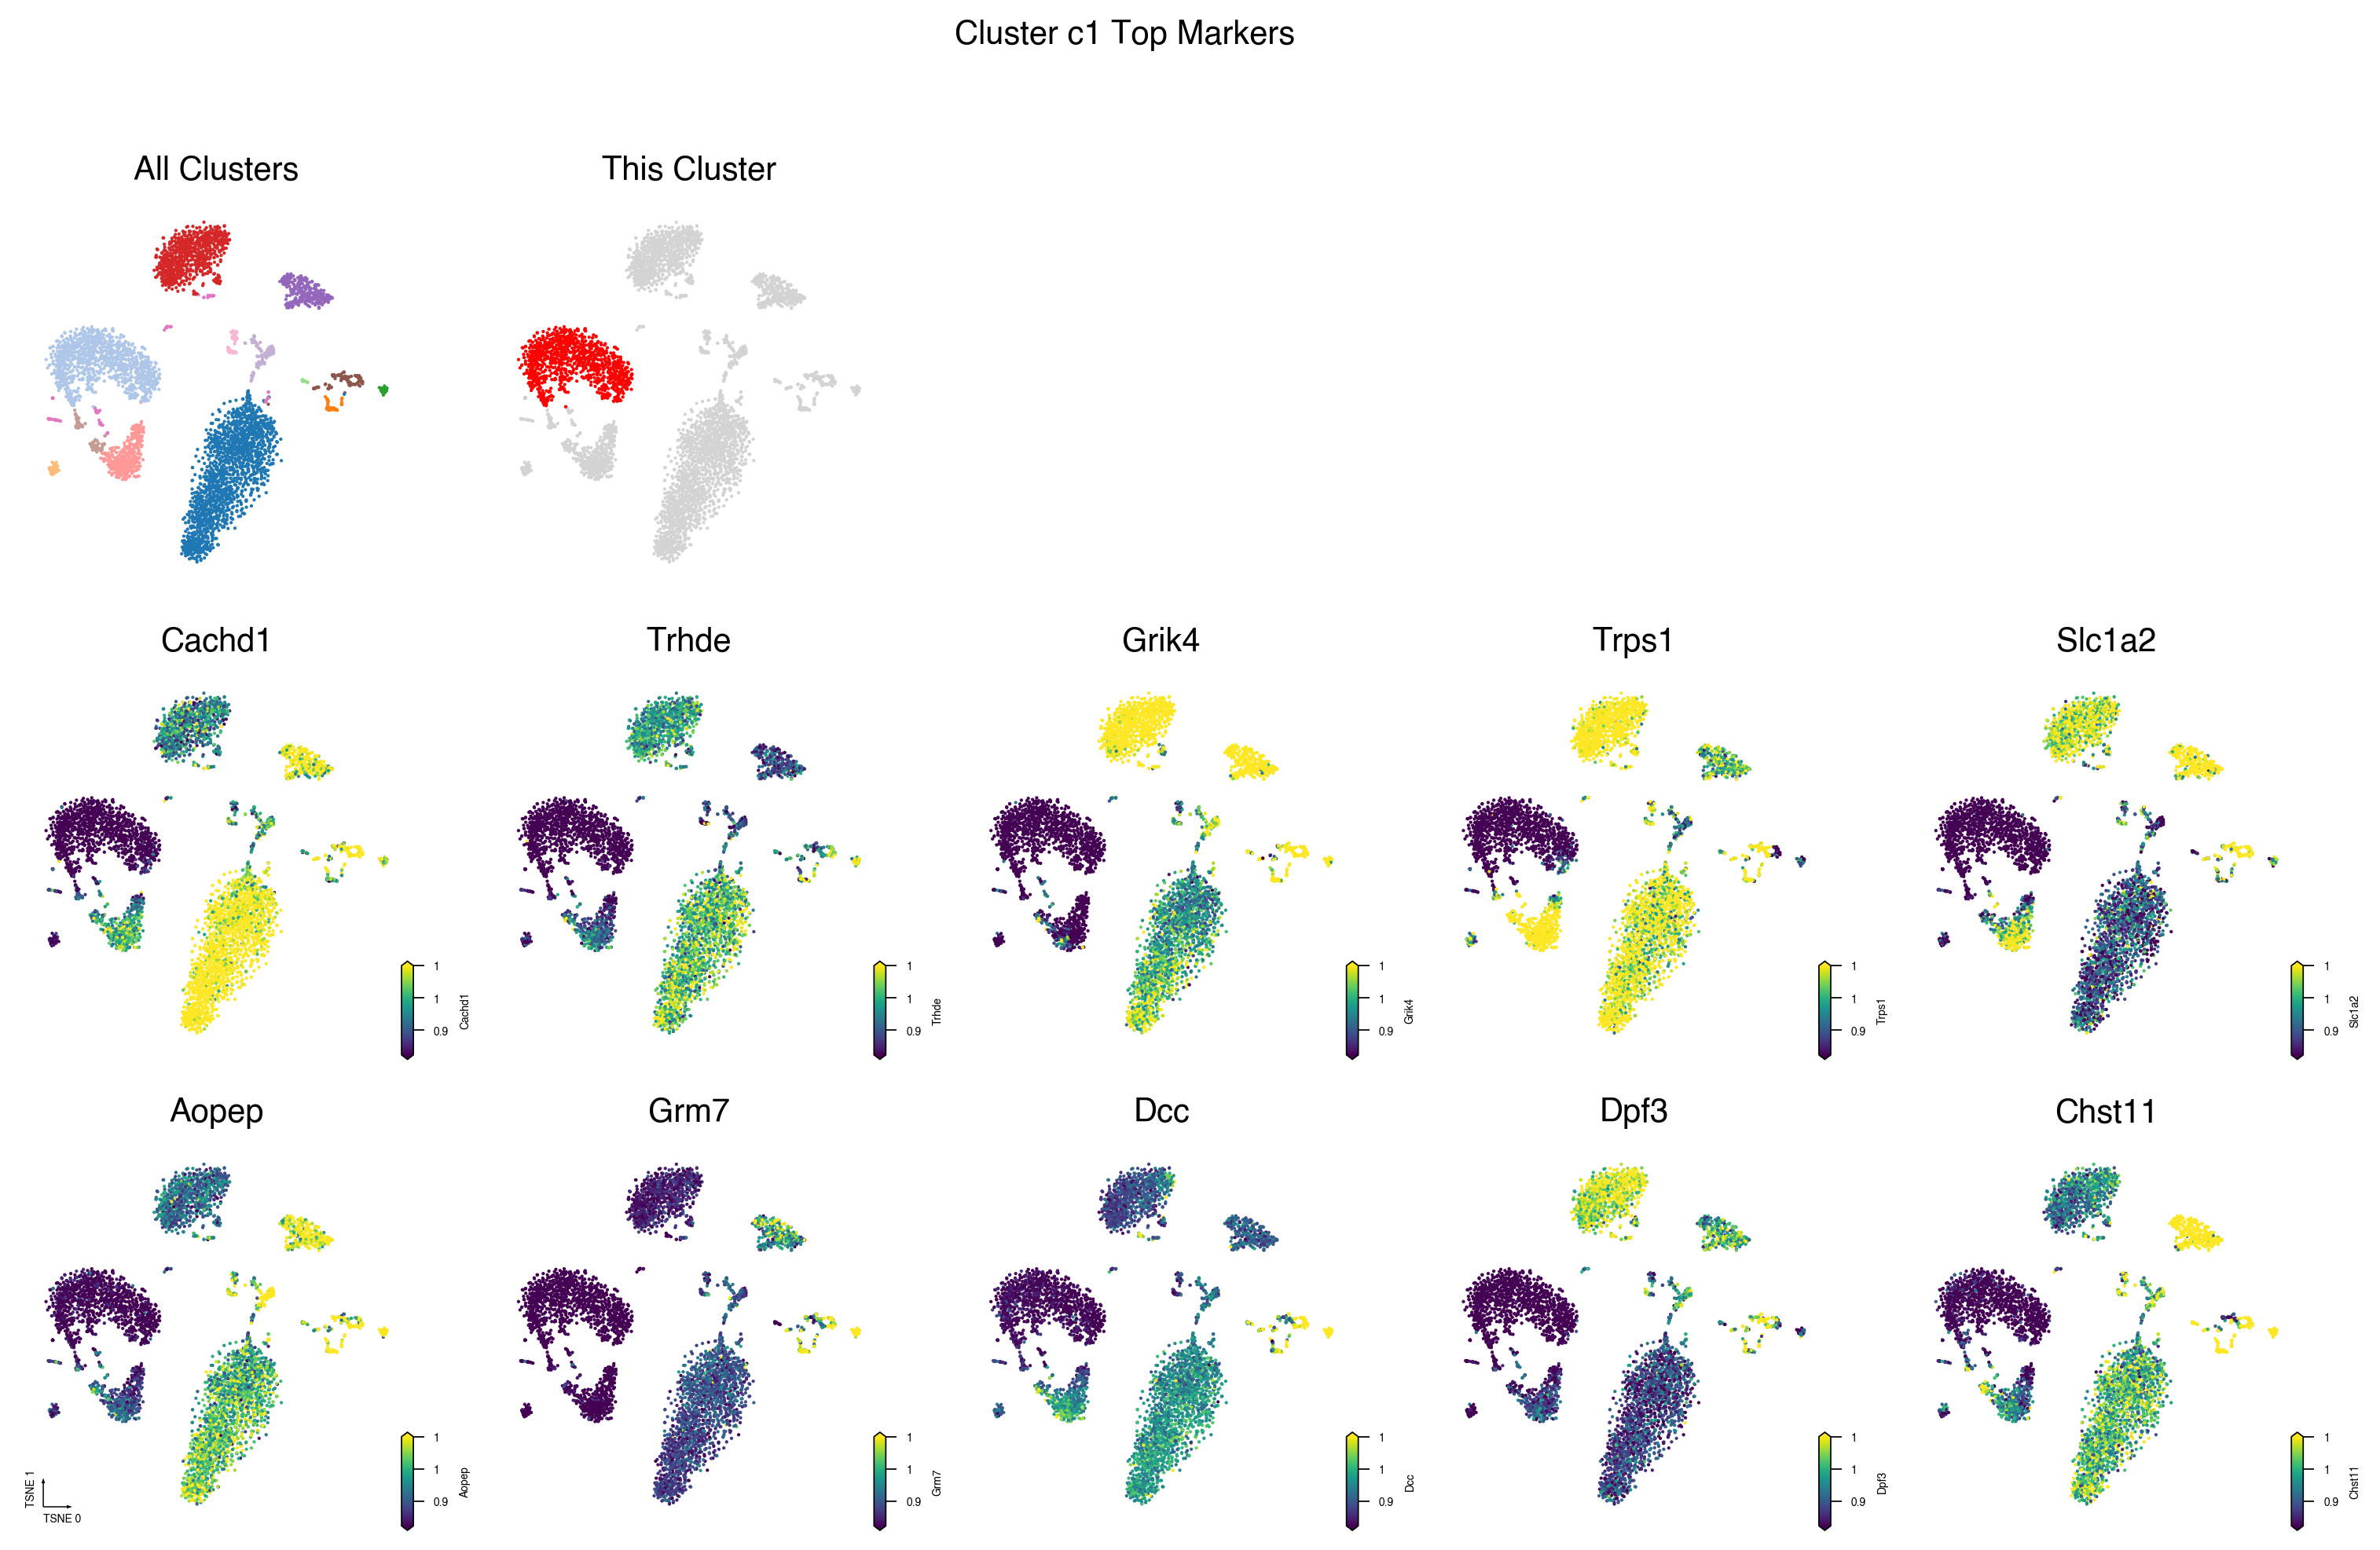 Cluster c1 Top Markers
All Clusters
This Cluster
Cachd1
Trhde
Grik4
Trps1
Slc1a2
1
1
0.9
Cachd1
1
1
0.9
Trhde
1
1
0.9
Grik4
1
1
0.9
Trps1
1
1
0.9
Slc1a2
Aopep
Grm7
Dcc
Dpf3
Chst11
1
1
0.9
Aopep
1
1
0.9
Grm7
1
1
0.9
Dcc
1
1
0.9
Dpf3
1
1
0.9
Chst11
TSNE 1
TSNE 0